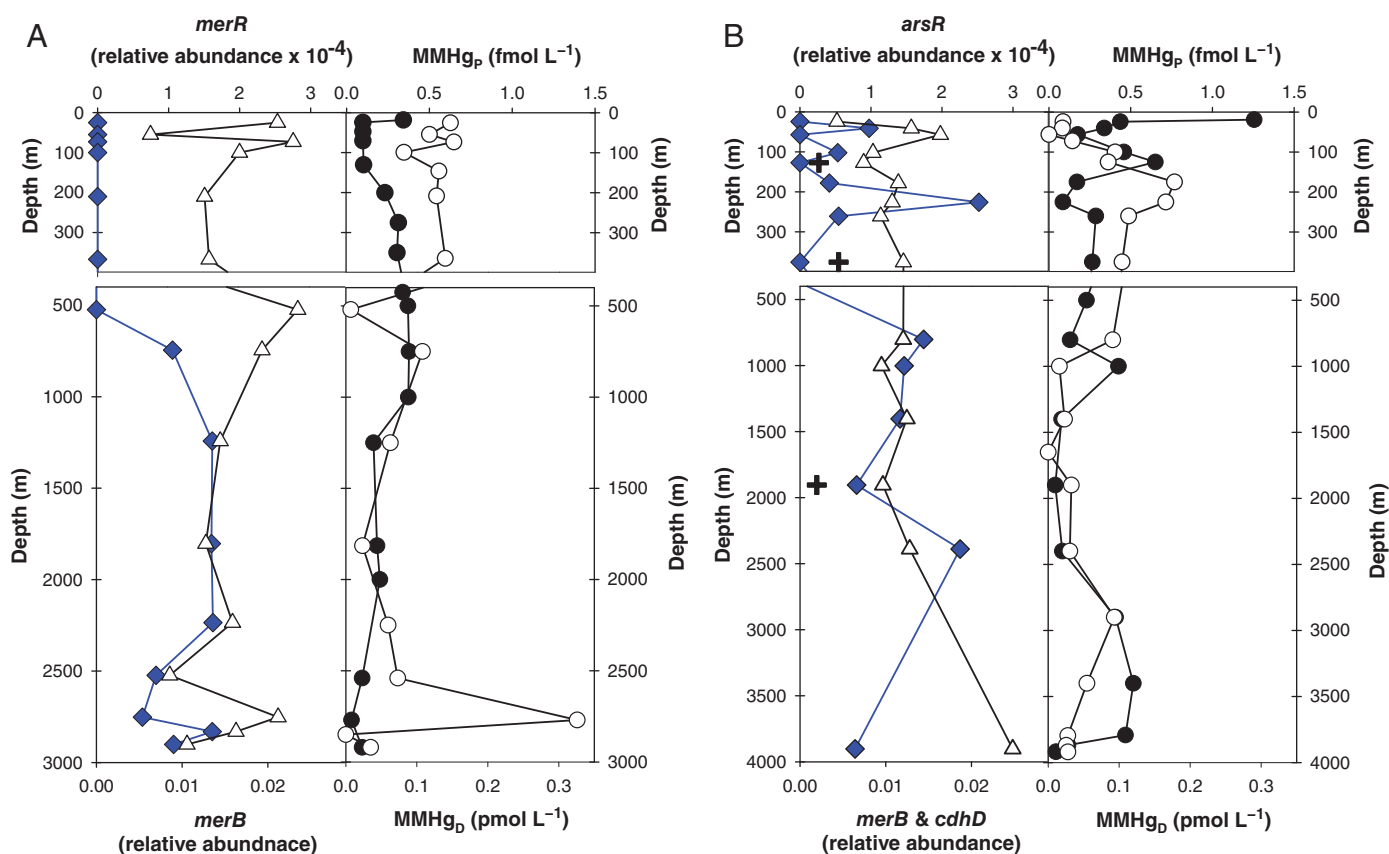 A
merR
(relative abundance x 10⁻⁴)
MMHgP (fmol L⁻¹)
0 1 2 3
0.0 0.5 1.0 1.5
0
100
200
300
Depth (m)
0
100
200
300
Depth (m)
500
1000
1500
2000
2500
3000
Depth (m)
500
1000
1500
2000
2500
3000
Depth (m)
0.00 0.01 0.02
0.0 0.1 0.2 0.3
merB
(relative abundnace)
MMHgD (pmol L⁻¹)
B
arsR
(relative abundance x 10⁻⁴)
MMHgP (fmol L⁻¹)
0 1 2 3
0.0 0.5 1.0 1.5
0
100
200
300
Depth (m)
0
100
200
300
Depth (m)
500
1000
1500
2000
2500
3000
3500
4000
Depth (m)
500
1000
1500
2000
2500
3000
3500
4000
Depth (m)
0.00 0.01 0.02
0.0 0.1 0.2 0.3
merB & cdhD
(relative abundance)
MMHgD (pmol L⁻¹)